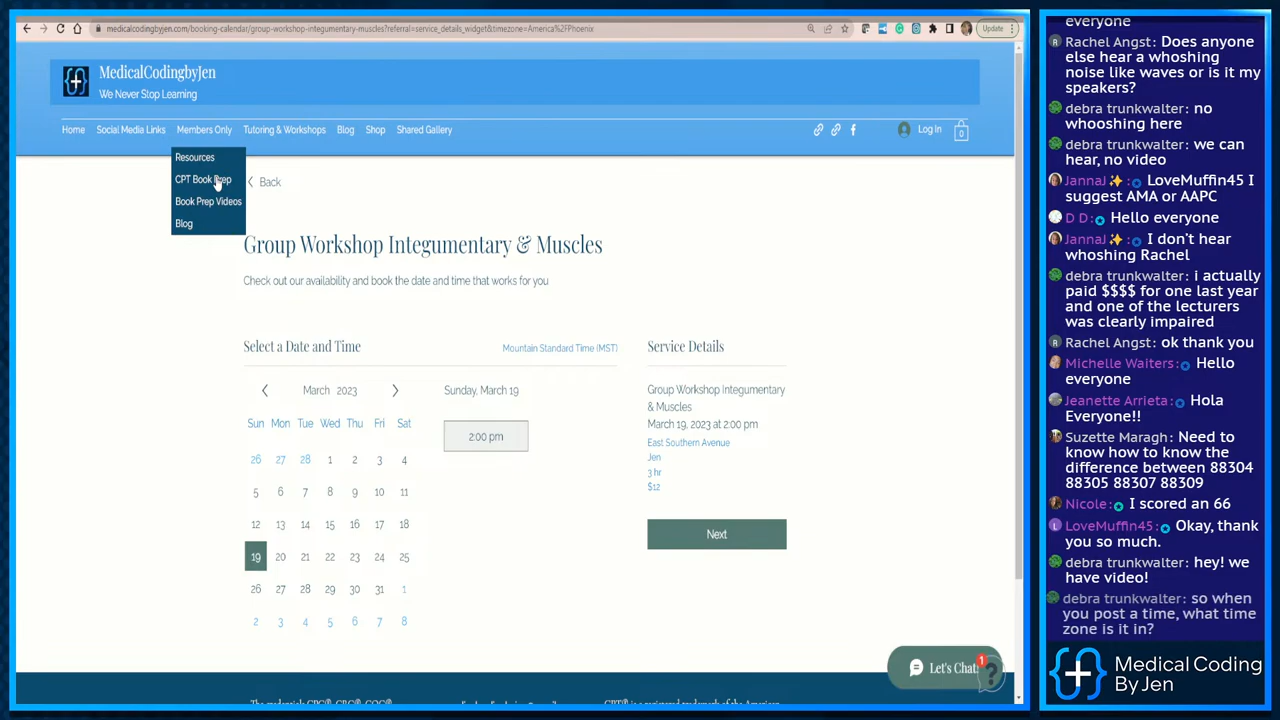 medicalcodingbyjen.com/booking-calendar/group-workshop-integumentary-muscles?referral=service_details_widget&timezone=America%2FPhoenix
Update
MedicalCodingbyJen
We Never Stop Learning
Home Social Media Links Members Only Tutoring & Workshops Blog Shop Shared Gallery Log In 0
Resources
CPT Book Prep
Book Prep Videos
Blog
Back
Group Workshop Integumentary & Muscles
Check out our availability and book the date and time that works for you
Select a Date and Time
Mountain Standard Time (MST)
March 2023
Sun Mon Tue Wed Thu Fri Sat
26 27 28 1 2 3 4
5 6 7 8 9 10 11
12 13 14 15 16 17 18
19 20 21 22 23 24 25
26 27 28 29 30 31 1
2 3 4 5 6 7 8
Sunday, March 19
2:00 pm
Service Details
Group Workshop Integumentary
& Muscles
March 19, 2023 at 2:00 pm
East Southern Avenue
Jen
3 hr
$12
Next
Let's Chat!
1
?
everyone
R Rachel Angst: Does anyone
else hear a whoshing
noise like waves or is it my
speakers?
debra trunkwalter: no
whooshing here
debra trunkwalter: we can
hear, no video
JannaJ✨: LoveMuffin45 I
suggest AMA or AAPC
D D: Hello everyone
JannaJ✨: I don't hear
whoshing Rachel
debra trunkwalter: i actually
paid $$$$ for one last year
and one of the lecturers
was clearly impaired
R Rachel Angst: ok thank you
Michelle Waiters: Hello
everyone
Jeanette Arrieta: Hola
Everyone!!
Suzette Maragh: Need to
know how to know the
difference between 88304
88305 88307 88309
Nicole: I scored an 66
L LoveMuffin45: Okay, thank
you so much.
debra trunkwalter: hey! we
have video!
debra trunkwalter: so when
you post a time, what time
zone is it in?
Medical Coding
By Jen